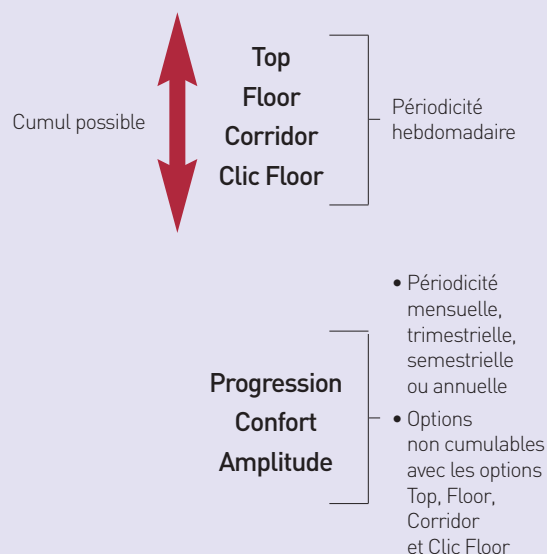 Cumul possible
Top
Floor
Corridor
Clic Floor
Périodicité
hebdomadaire
Progression
Confort
Amplitude
• Périodicité
mensuelle,
trimestrielle,
semestrielle
ou annuelle
• Options
non cumulables
avec les options
Top, Floor,
Corridor
et Clic Floor